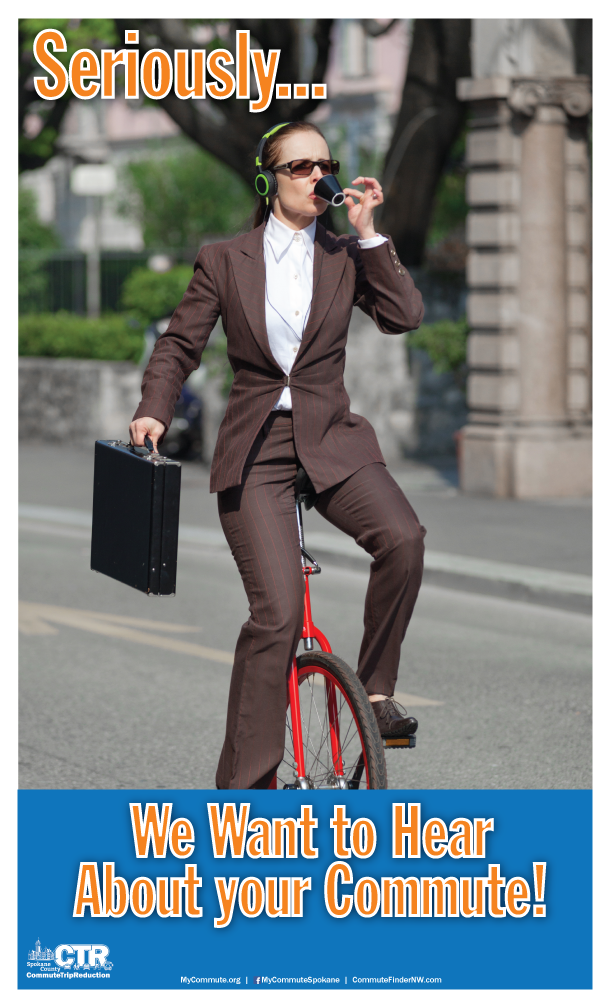 Seriously...
We Want to Hear
About your Commute!
Spokane
County
CTR
CommuteTripReduction
MyCommute.org | f MyCommuteSpokane | CommuteFinderNW.com